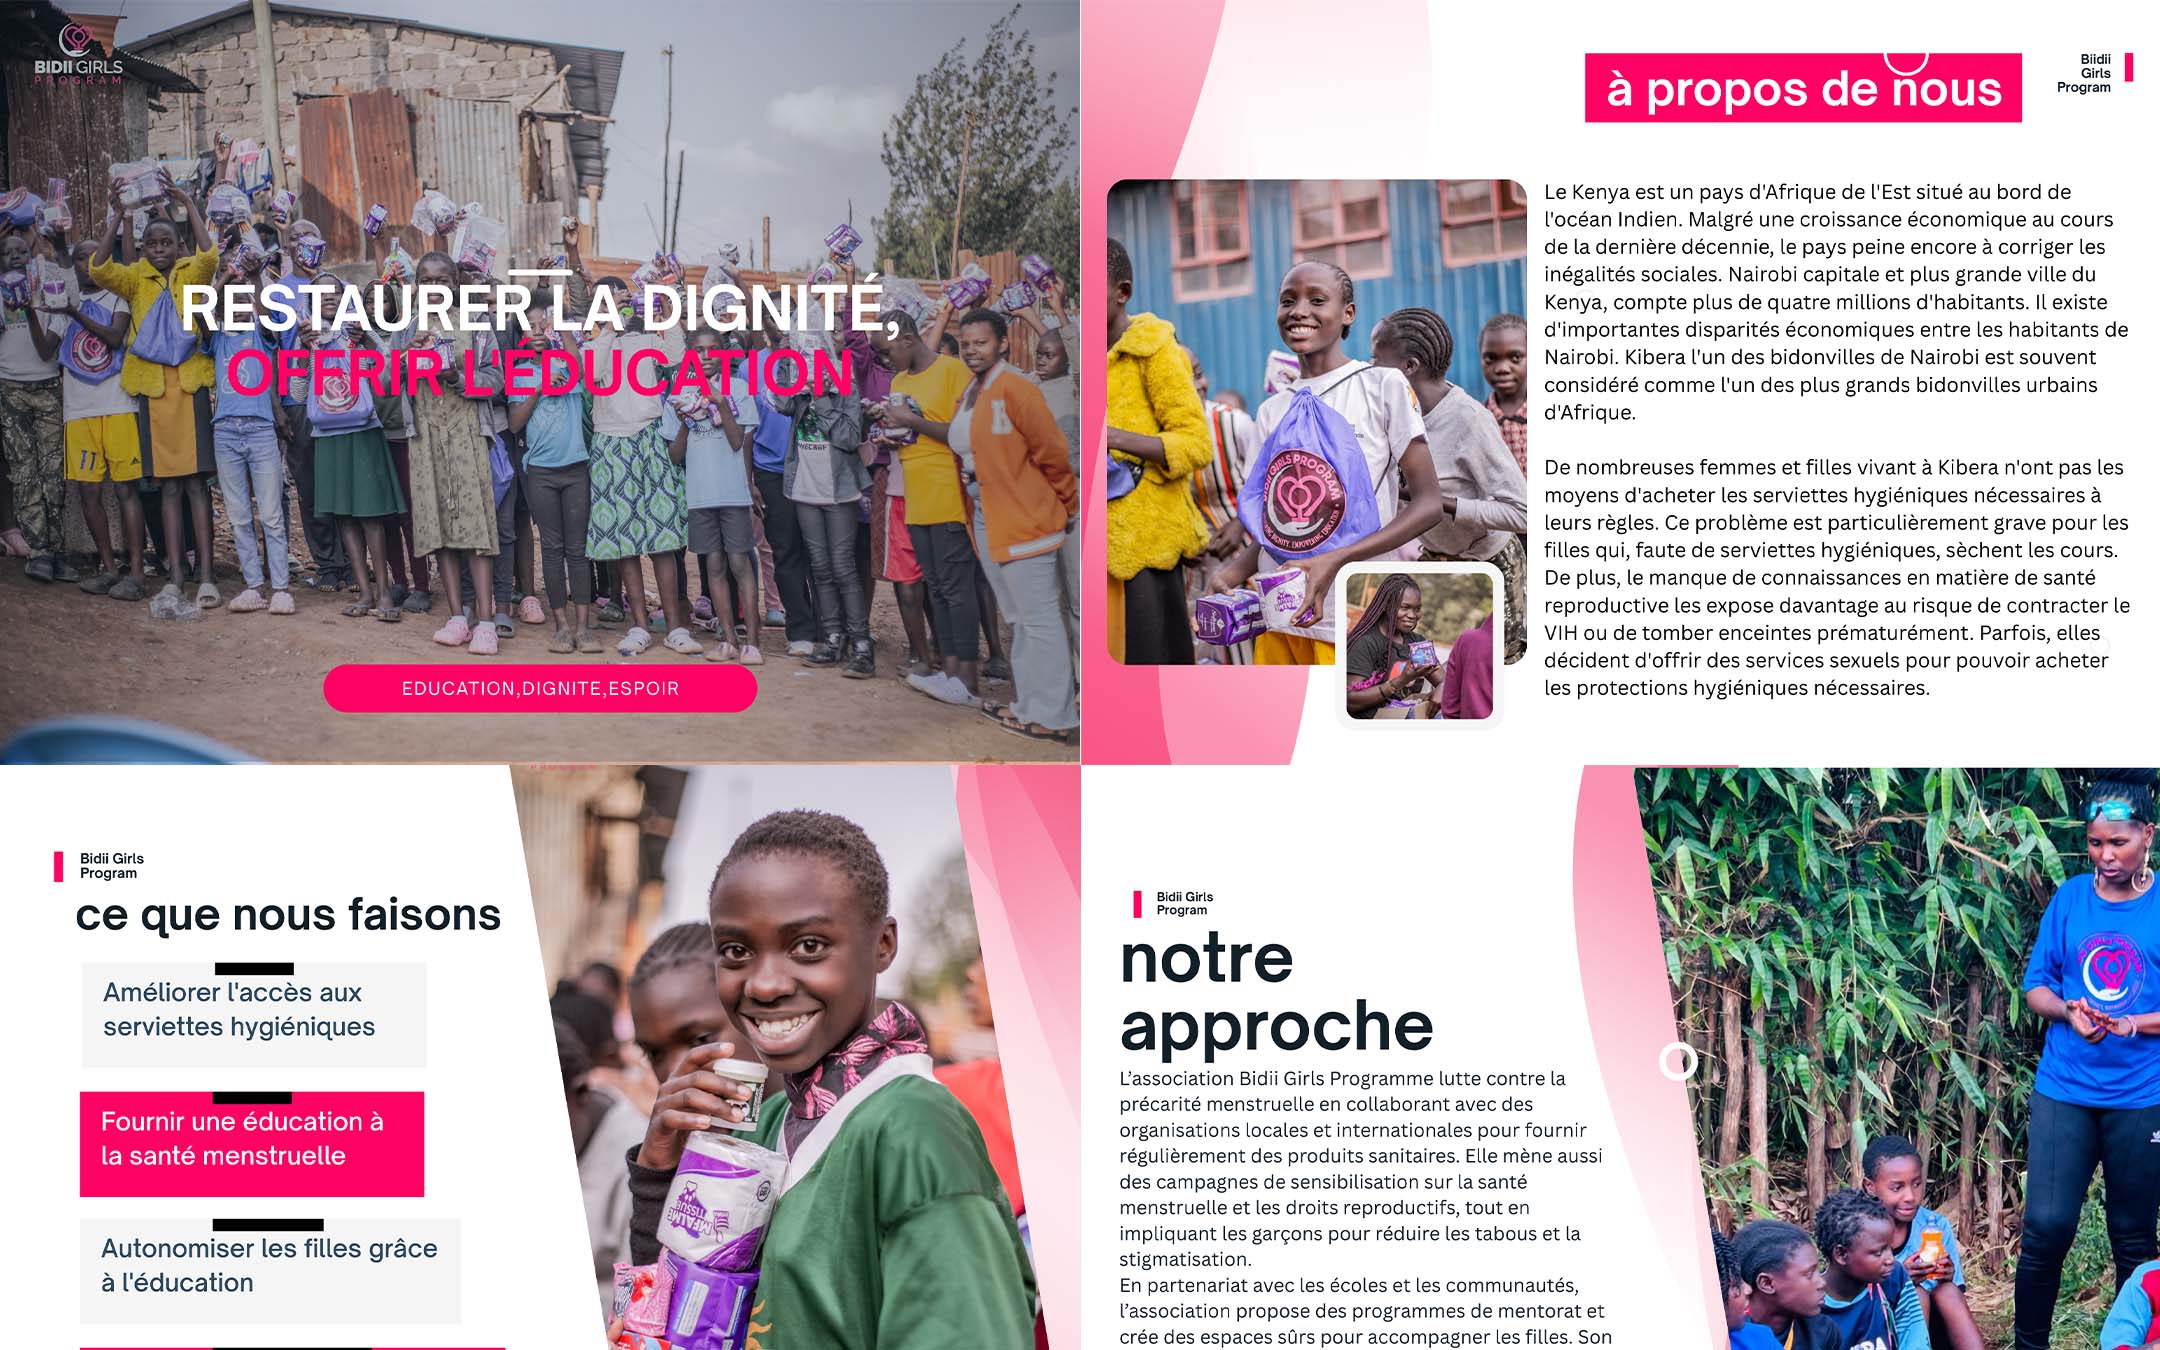 BIDII GIRLS
PROGRAM
RESTAURER LA DIGNITÉ,
OFFRIR L'ÉDUCATION
EDUCATION,DIGNITE,ESPOIR
à propos de nous
Biidii
Girls
Program
Le Kenya est un pays d'Afrique de l'Est situé au bord de
l'océan Indien. Malgré une croissance économique au cours
de la dernière décennie, le pays peine encore à corriger les
inégalités sociales. Nairobi capitale et plus grande ville du
Kenya, compte plus de quatre millions d'habitants. Il existe
d'importantes disparités économiques entre les habitants de
Nairobi. Kibera l'un des bidonvilles de Nairobi est souvent
considéré comme l'un des plus grands bidonvilles urbains
d'Afrique.
De nombreuses femmes et filles vivant à Kibera n'ont pas les
moyens d'acheter les serviettes hygiéniques nécessaires à
leurs règles. Ce problème est particulièrement grave pour les
filles qui, faute de serviettes hygiéniques, sèchent les cours.
De plus, le manque de connaissances en matière de santé
reproductive les expose davantage au risque de contracter le
VIH ou de tomber enceintes prématurément. Parfois, elles
décident d'offrir des services sexuels pour pouvoir acheter
les protections hygiéniques nécessaires.
BIDII GIRLS PROGRAM
Bidii Girls
Program
ce que nous faisons
Améliorer l'accès aux
serviettes hygiéniques
Fournir une éducation à
la santé menstruelle
Autonomiser les filles grâce
à l'éducation
MFALME
TISSUE
Bidii Girls
Program
notre
approche
L'association Bidii Girls Programme lutte contre la
précarité menstruelle en collaborant avec des
organisations locales et internationales pour fournir
régulièrement des produits sanitaires. Elle mène aussi
des campagnes de sensibilisation sur la santé
menstruelle et les droits reproductifs, tout en
impliquant les garçons pour réduire les tabous et la
stigmatisation.
En partenariat avec les écoles et les communautés,
l'association propose des programmes de mentorat et
crée des espaces sûrs pour accompagner les filles. Son